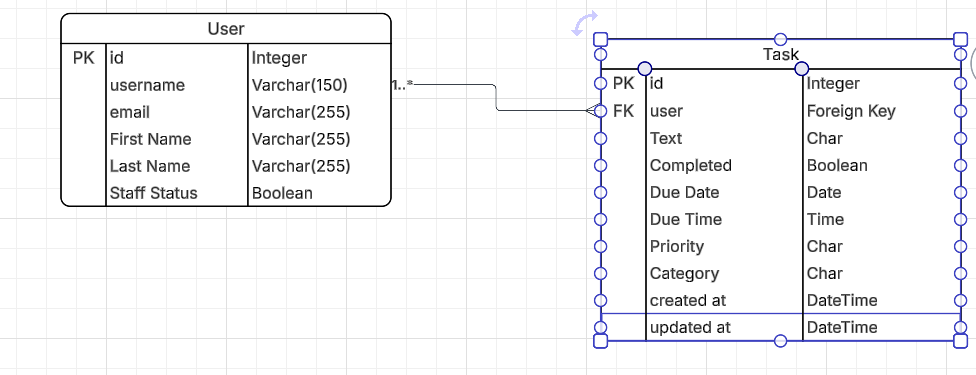 User
PK id Integer
username Varchar(150)
email Varchar(255)
First Name Varchar(255)
Last Name Varchar(255)
Staff Status Boolean
1..*
Task
PK id Integer
FK user Foreign Key
Text Char
Completed Boolean
Due Date Date
Due Time Time
Priority Char
Category Char
created at DateTime
updated at DateTime